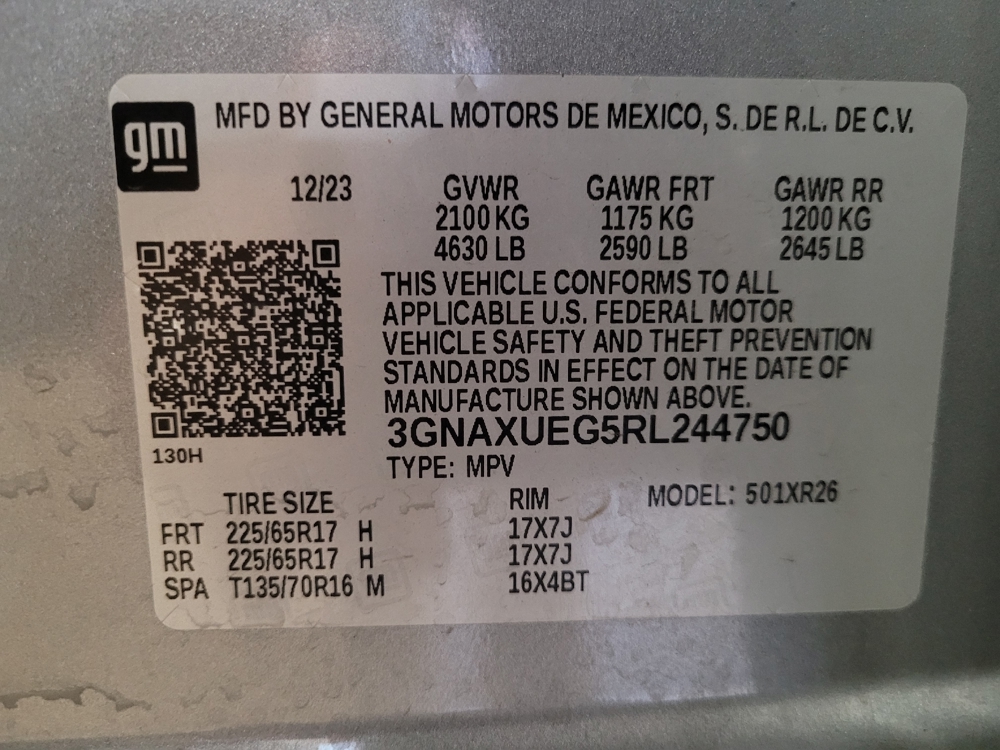 gm
MFD BY GENERAL MOTORS DE MEXICO, S. DE R.L. DE C.V.
12/23 GVWR GAWR FRT GAWR RR
2100 KG 1175 KG 1200 KG
4630 LB 2590 LB 2645 LB
THIS VEHICLE CONFORMS TO ALL
APPLICABLE U.S. FEDERAL MOTOR
VEHICLE SAFETY AND THEFT PREVENTION
STANDARDS IN EFFECT ON THE DATE OF
MANUFACTURE SHOWN ABOVE.
3GNAXUEG5RL244750
130H
TYPE: MPV
TIRE SIZE RIM MODEL: 501XR26
FRT 225/65R17 H 17X7J
RR 225/65R17 H 17X7J
SPA T135/70R16 M 16X4BT